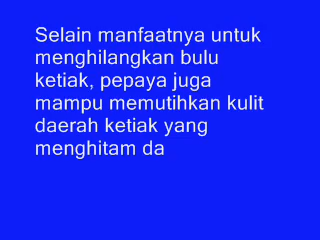 Selain manfaatnya untuk
menghilangkan bulu
ketiak, pepaya juga
mampu memutihkan kulit
daerah ketiak yang
menghitam da